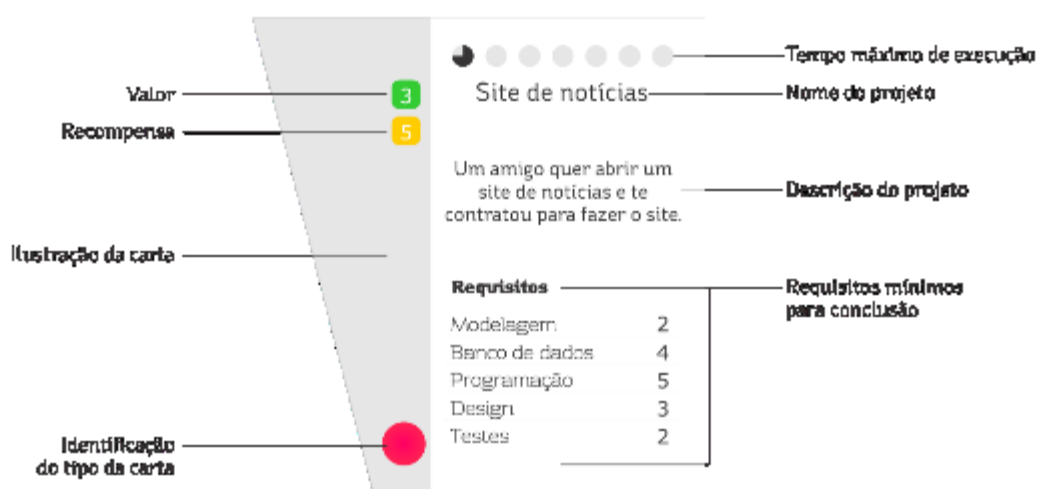 Tempo máximo de execução
Valor
3
Site de notícias
Nome do projeto
Recompensa
5
Um amigo quer abrir um
site de notícias e te
contratou para fazer o site.
Descrição do projeto
Ilustração da carta
Requisitos
Requisitos mínimos
para conclusão
Modelagem 2
Banco de dados 4
Programação 5
Design 3
Testes 2
Identificação
do tipo da carta